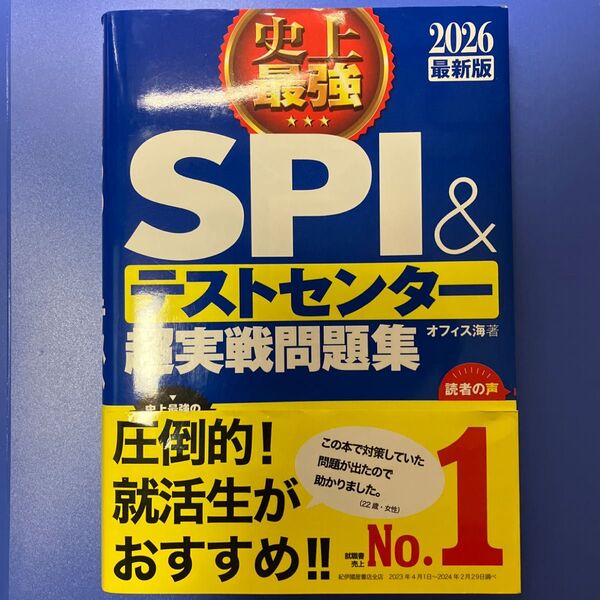 史上
最強
2026
最新版
SPI&
テストセンター
オフィス海 著
超実戦問題集
読者の声
史上最強の
圧倒的!
就活生が
おすすめ!!
この本で対策していた
問題が出たので
助かりました。
(22歳・女性)
就職書
売上
No.1
紀伊國屋書店全店 2023年4月1日~2024年2月29日調べ